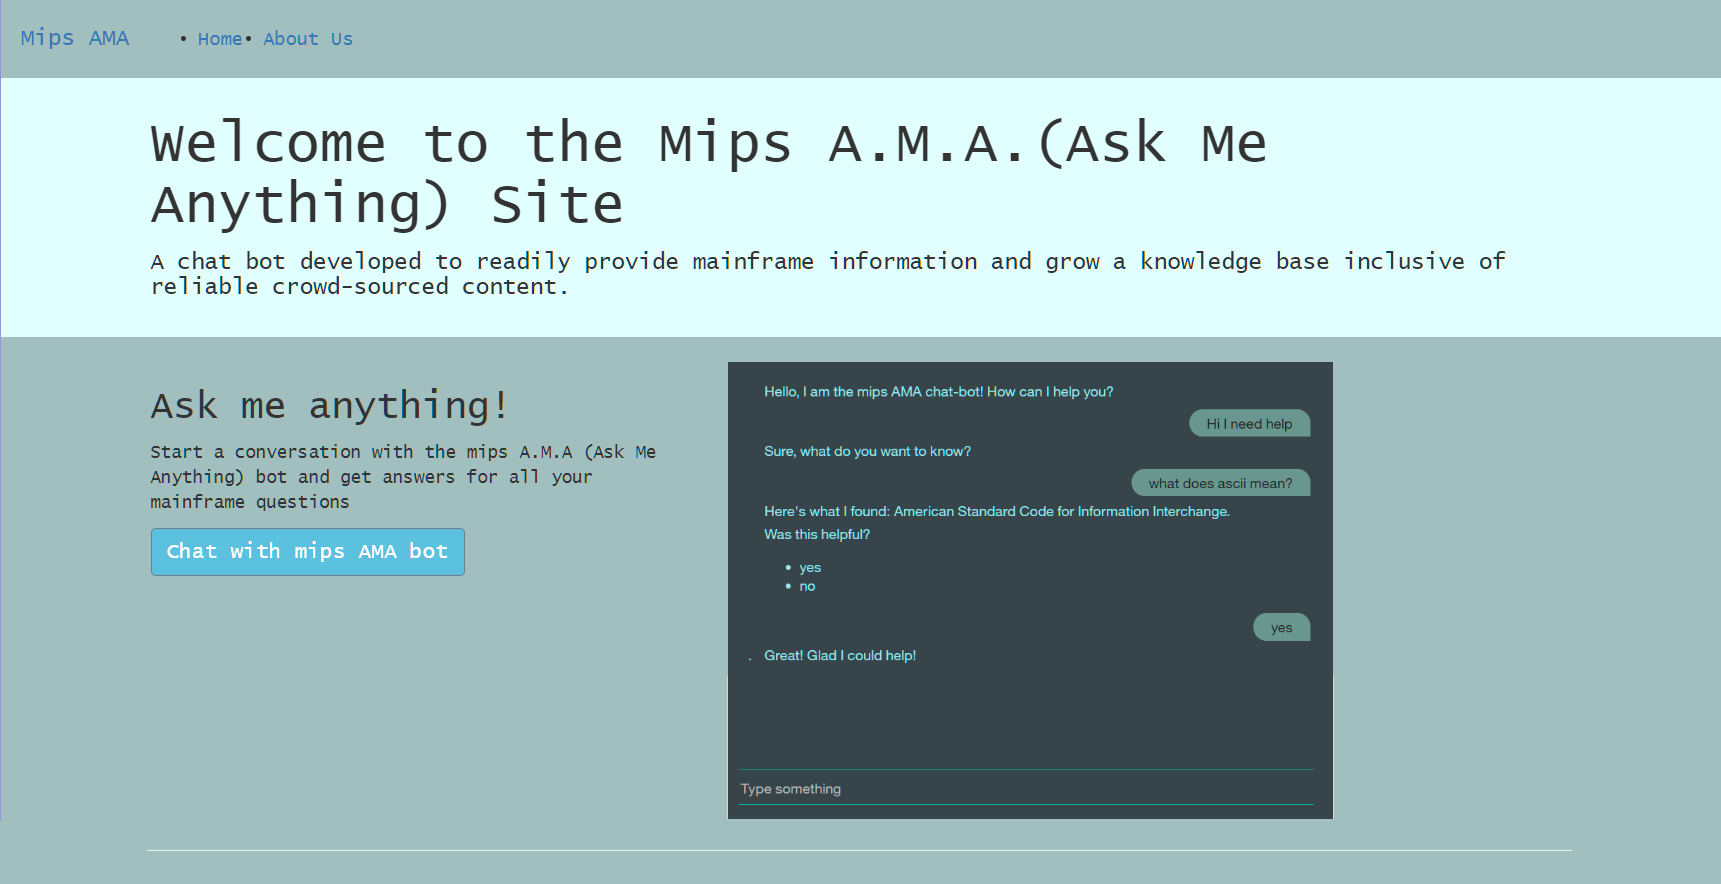 Mips AMA • Home• About Us
Welcome to the Mips A.M.A.(Ask Me
Anything) Site
A chat bot developed to readily provide mainframe information and grow a knowledge base inclusive of
reliable crowd-sourced content.
Ask me anything!
Start a conversation with the mips A.M.A (Ask Me
Anything) bot and get answers for all your
mainframe questions
Chat with mips AMA bot
Hello, I am the mips AMA chat-bot! How can I help you?
Hi I need help
Sure, what do you want to know?
what does ascii mean?
Here's what I found: American Standard Code for Information Interchange.
Was this helpful?
• yes
• no
yes
. Great! Glad I could help!
Type something